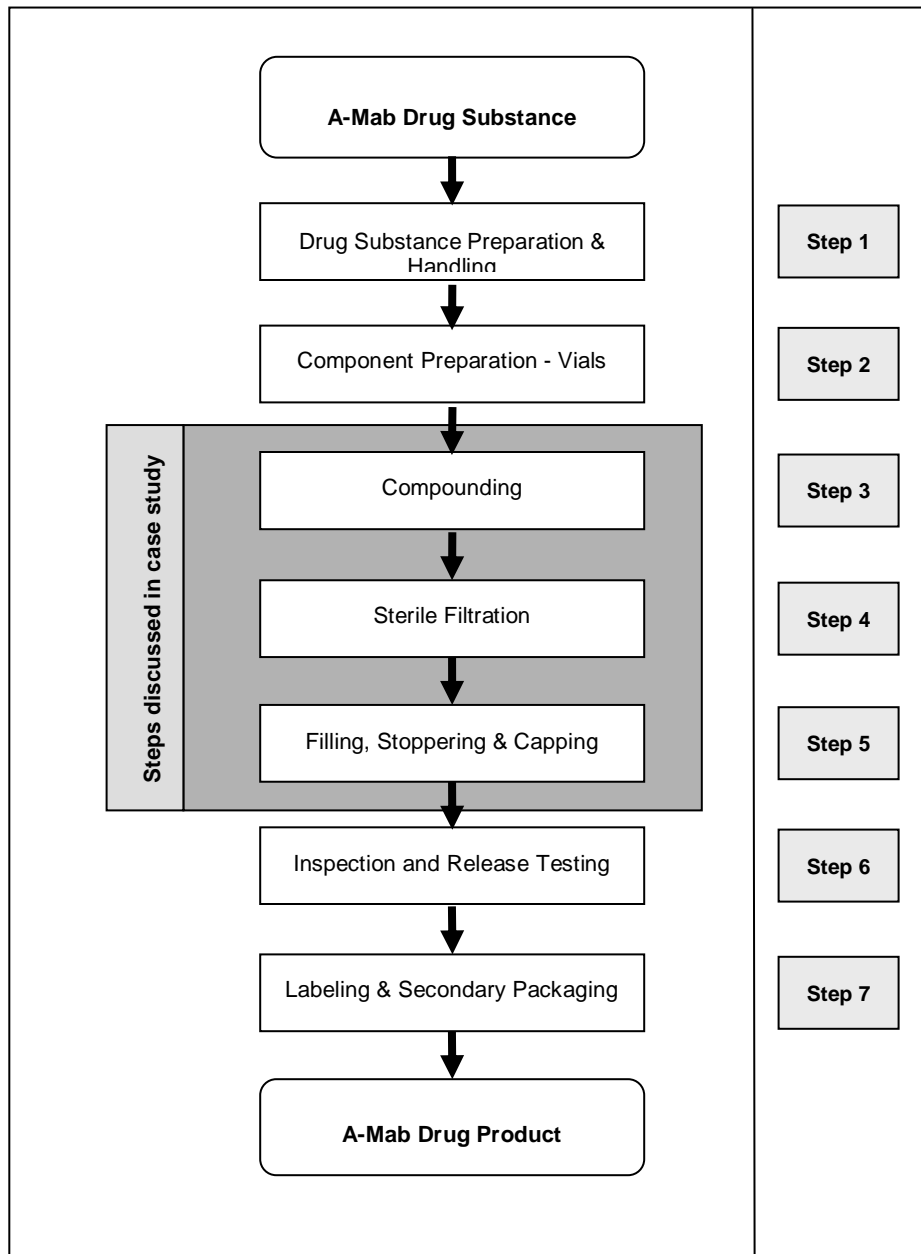 A-Mab Drug Substance
Drug Substance Preparation &
Handling
Step 1
Component Preparation - Vials
Step 2
Steps discussed in case study
Compounding
Step 3
Sterile Filtration
Step 4
Filling, Stoppering & Capping
Step 5
Inspection and Release Testing
Step 6
Labeling & Secondary Packaging
Step 7
A-Mab Drug Product